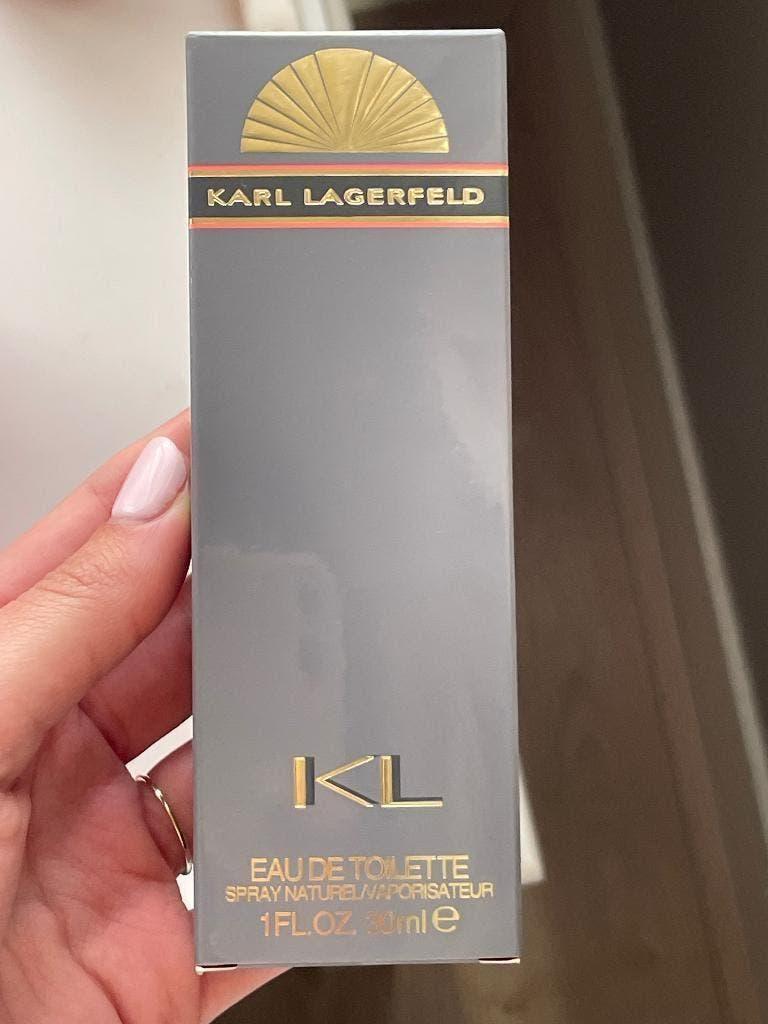 KARL LAGERFELD
KL
EAU DE TOILETTE
SPRAY NATUREL/VAPORISATEUR
1FL.OZ. 30ml e